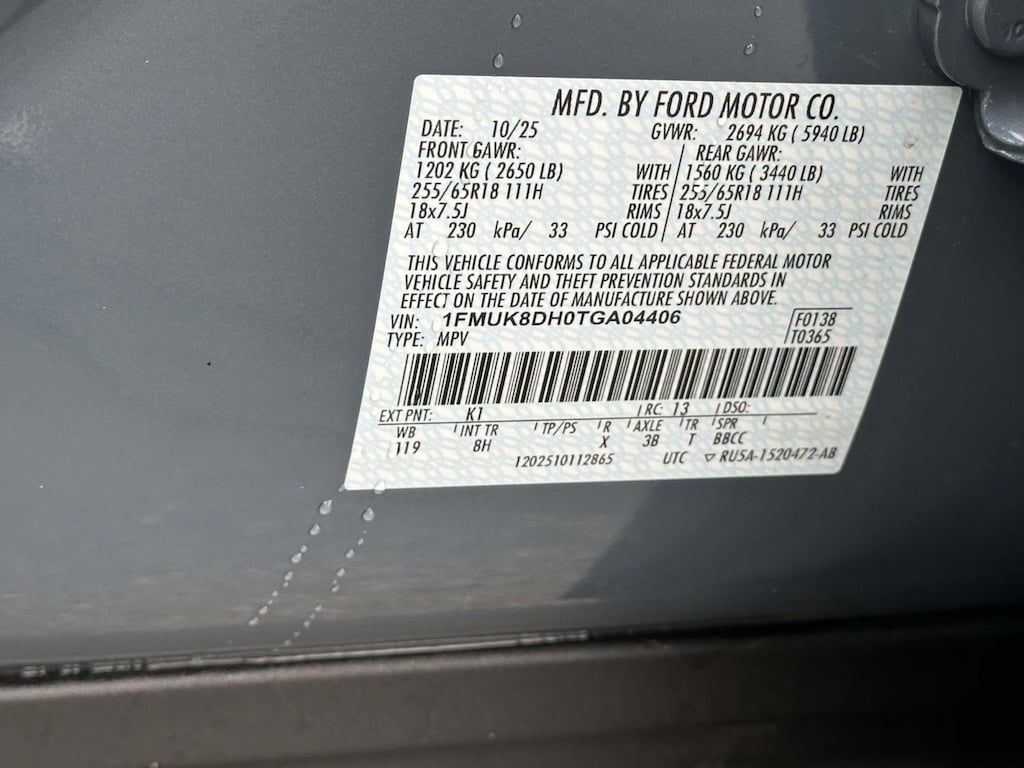 MFD. BY FORD MOTOR CO.
DATE: 10/25 GVWR: 2694 KG ( 5940 LB)
FRONT GAWR: REAR GAWR:
1202 KG ( 2650 LB) WITH 1560 KG ( 3440 LB) WITH
255/65R18 111H TIRES 255/65R18 111H TIRES
18x7.5J RIMS 18x7.5J RIMS
AT 230 kPa/ 33 PSI COLD AT 230 kPa/ 33 PSI COLD
THIS VEHICLE CONFORMS TO ALL APPLICABLE FEDERAL MOTOR
VEHICLE SAFETY AND THEFT PREVENTION STANDARDS IN
EFFECT ON THE DATE OF MANUFACTURE SHOWN ABOVE.
VIN: 1FMUK8DH0TGA04406 F0138
TYPE: MPV T0365
EXT PNT: K1 RC: 13 DSO:
WB INT TR TP/PS R AXLE TR SPR
119 8H X 3B T BBCC
1202510112865 UTC ▽ RU5A-1520472-AB